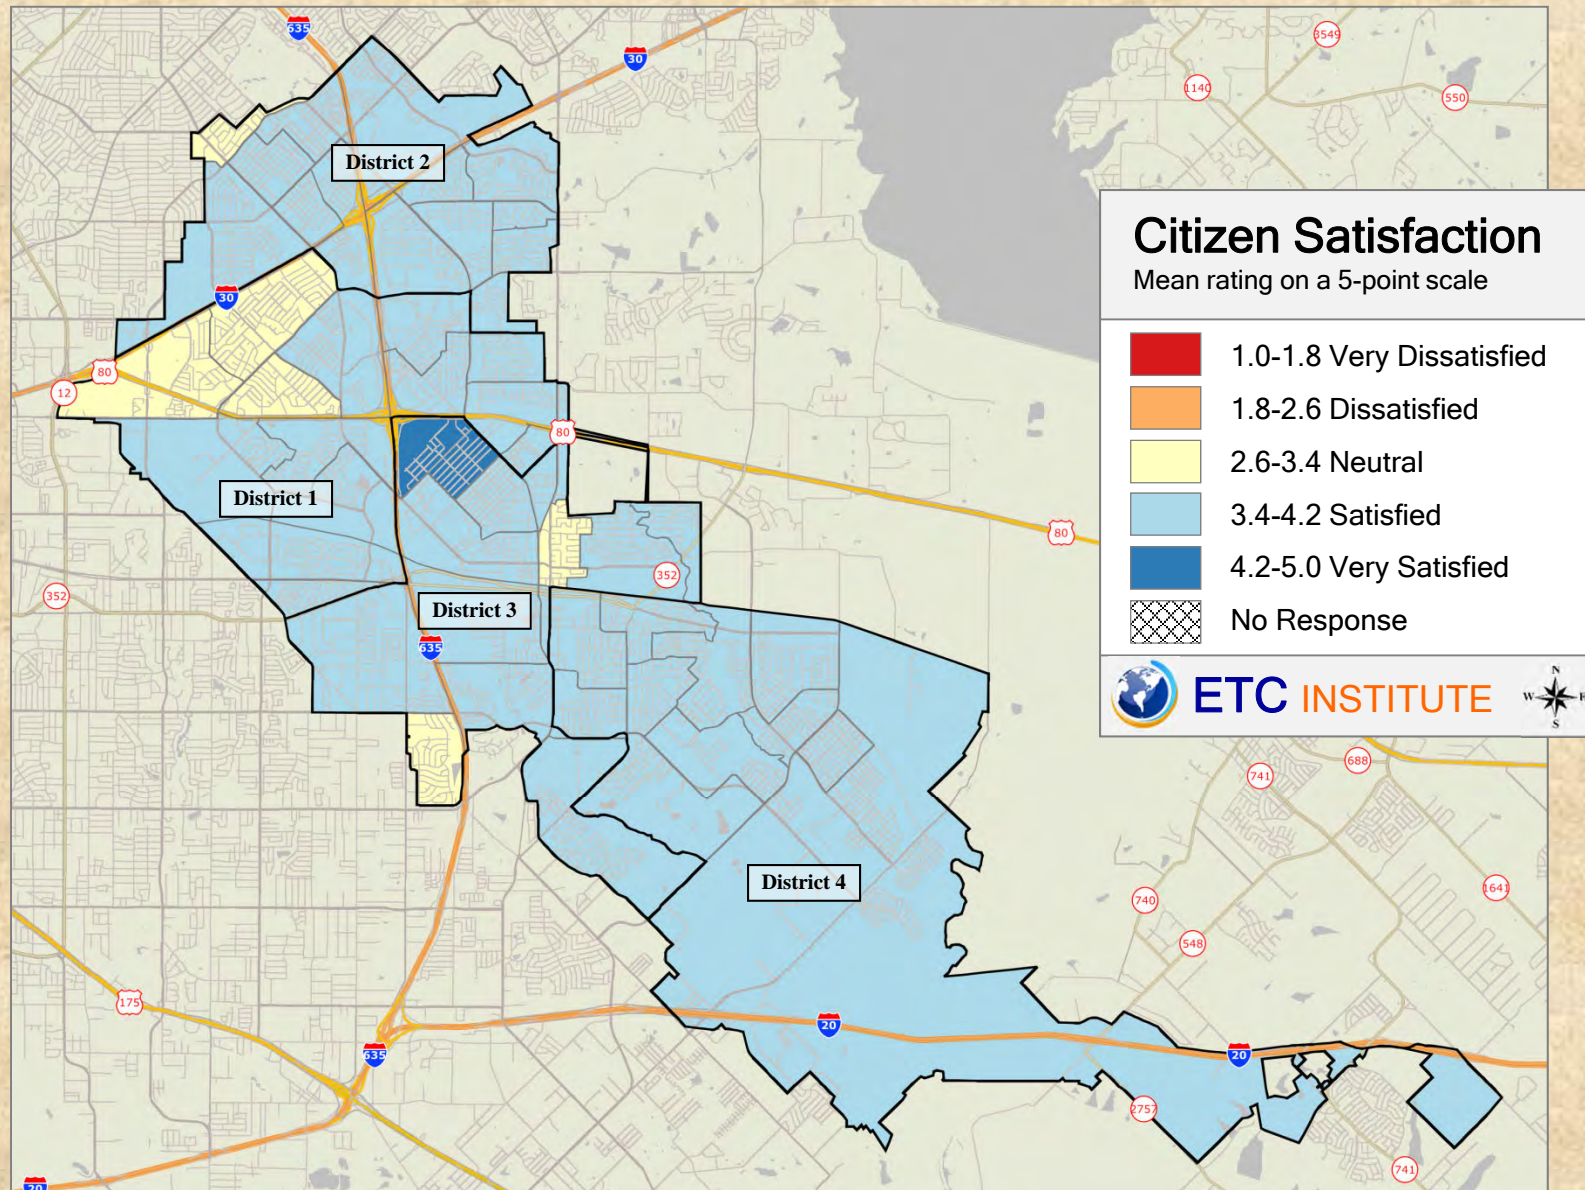 635
30
3549
1140
550
District 2
Citizen Satisfaction
Mean rating on a 5-point scale
30
1.0-1.8 Very Dissatisfied
80
12
1.8-2.6 Dissatisfied
80
2.6-3.4 Neutral
District 1
3.4-4.2 Satisfied
80
352
4.2-5.0 Very Satisfied
352
District 3
No Response
635
ETC INSTITUTE
N
W E
S
688
741
District 4
1641
740
548
175
20
635
20
2757
741
20